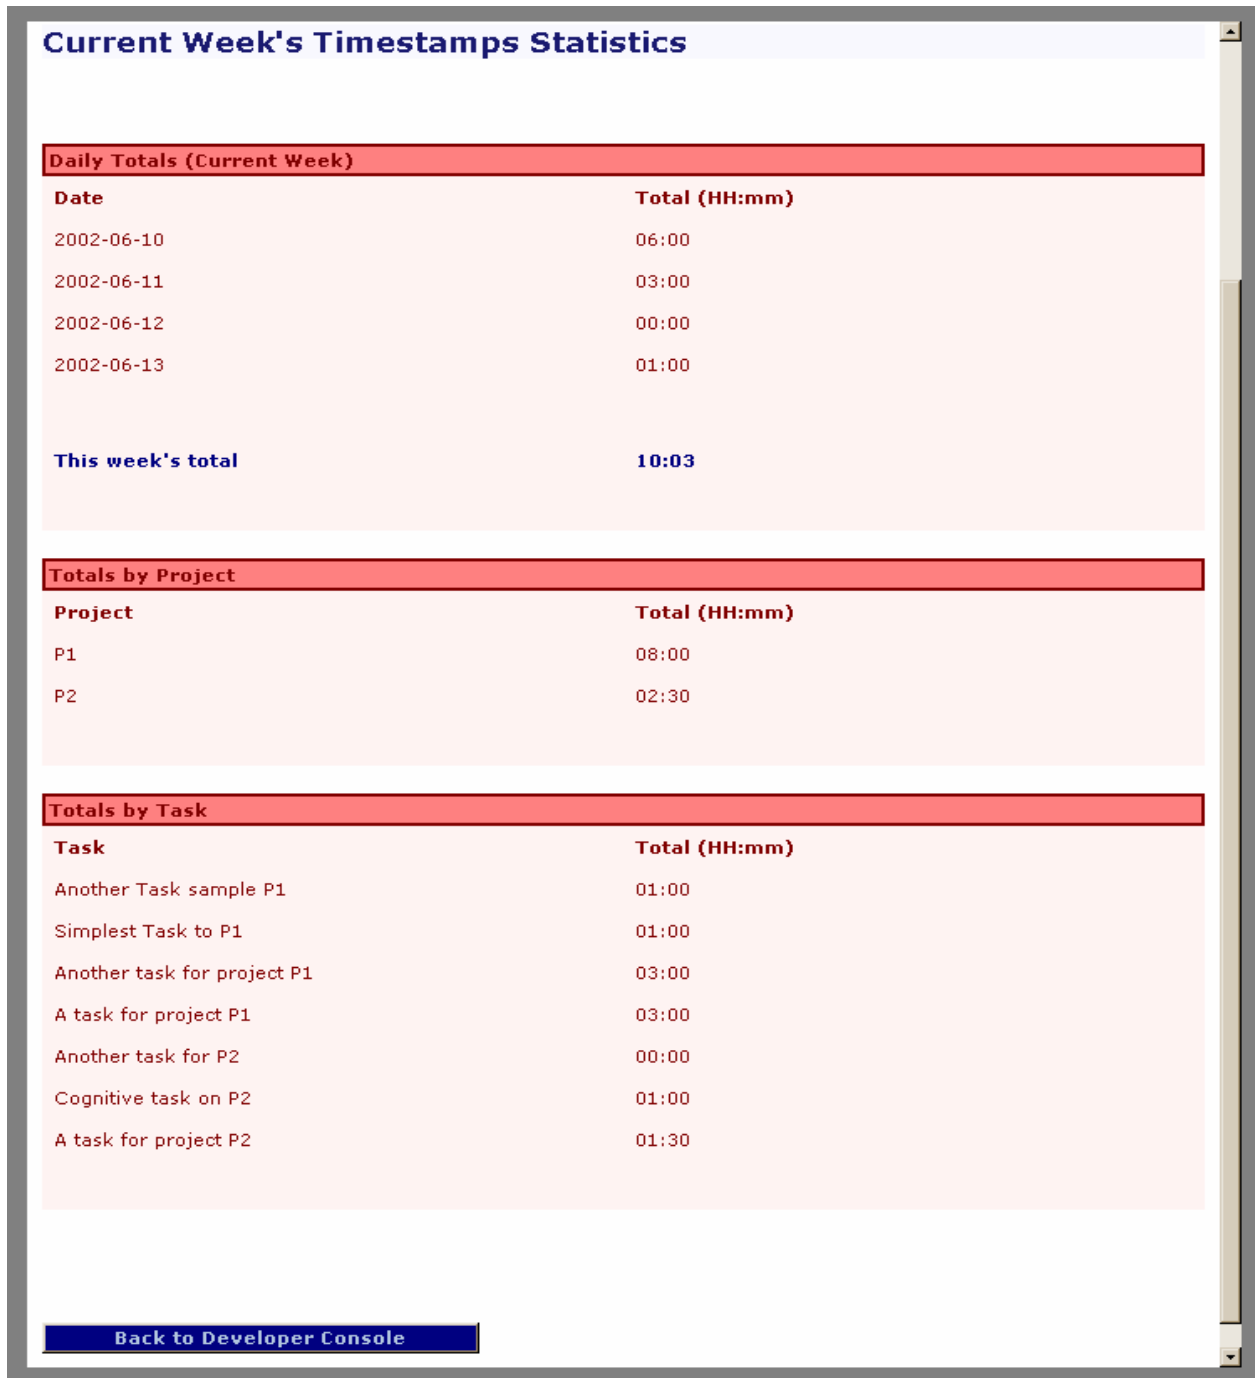 Current Week's Timestamps Statistics
Daily Totals (Current Week)
Date Total (HH:mm)
2002-06-10 06:00
2002-06-11 03:00
2002-06-12 00:00
2002-06-13 01:00
This week's total 10:03
Totals by Project
Project Total (HH:mm)
P1 08:00
P2 02:30
Totals by Task
Task Total (HH:mm)
Another Task sample P1 01:00
Simplest Task to P1 01:00
Another task for project P1 03:00
A task for project P1 03:00
Another task for P2 00:00
Cognitive task on P2 01:00
A task for project P2 01:30
Back to Developer Console